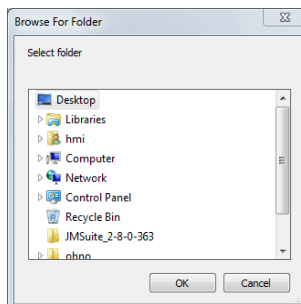 Browse For Folder
Select folder
Desktop
Libraries
hmi
Computer
Network
Control Panel
Recycle Bin
JMSuite_2-8-0-363
ohno
OK
Cancel